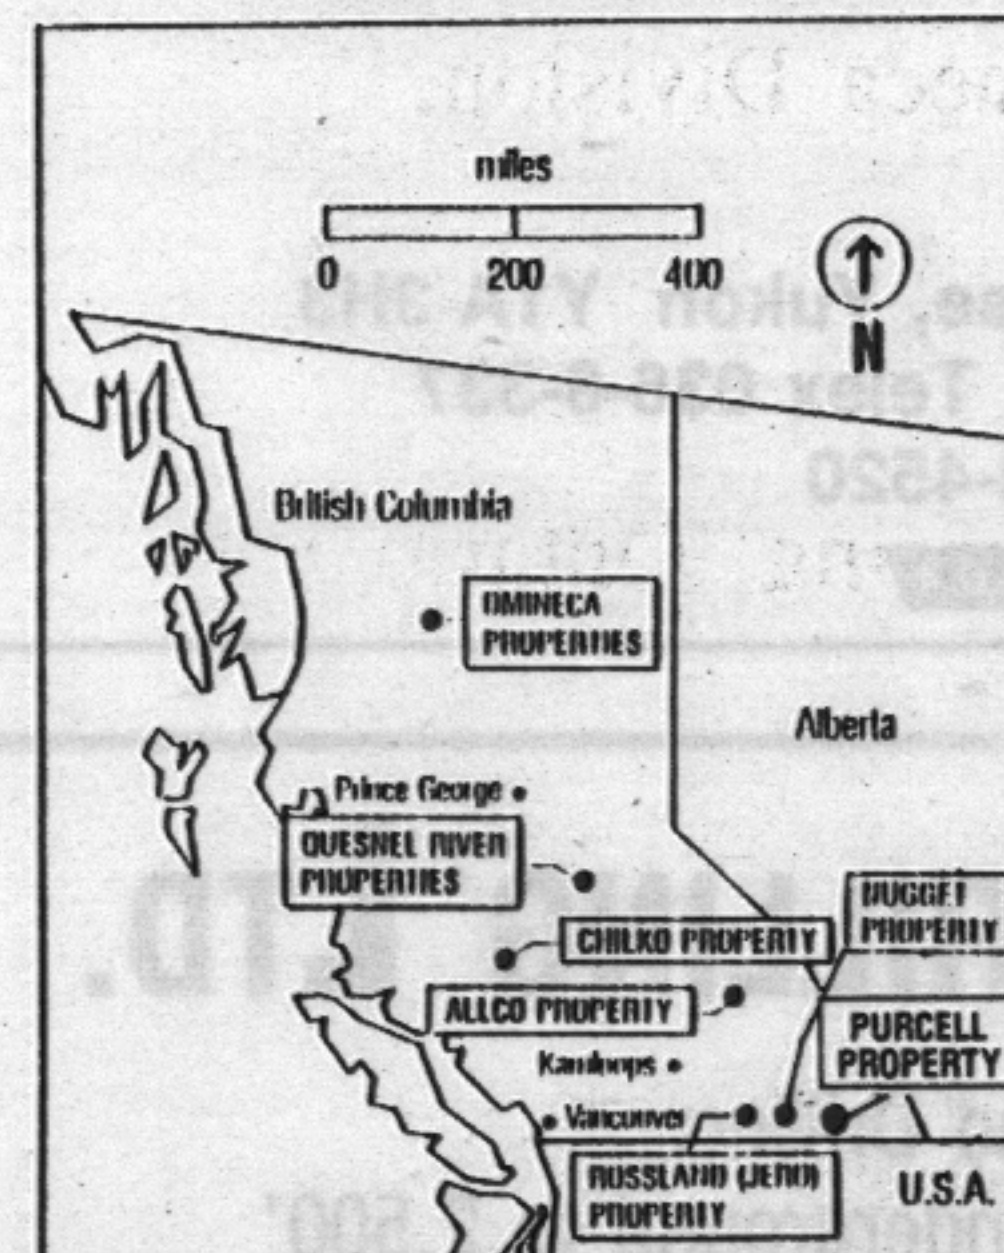 miles
0 200 400
N
British Columbia
OMINECA
PROPERTIES
Alberta
Prince George
QUESNEL RIVER
PROPERTIES
NUGGET
PROPERTY
CHILKO PROPERTY
ALLCO PROPERTY
PURCELL
PROPERTY
Kamloops
Vancouver
ROSSLAND (JERO)
PROPERTY
U.S.A.